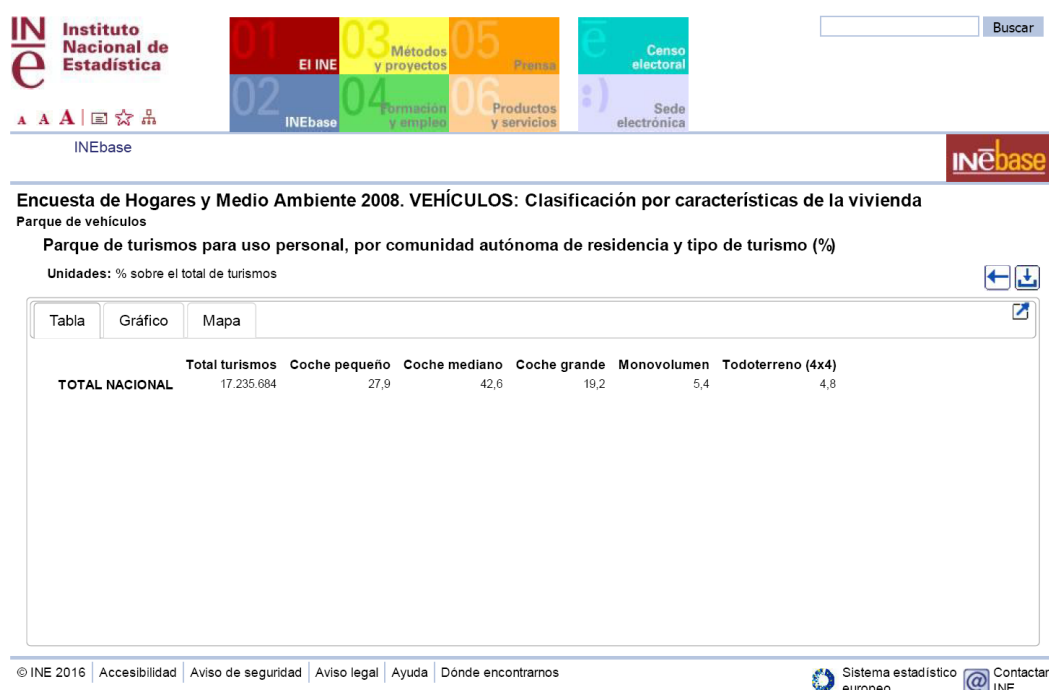 Instituto
Nacional de
Estadística
INe
A A A
01
El INE
03
Métodos
y proyectos
05
Prensa
Censo
electoral
02
INEbase
04
Formación
y empleo
06
Productos
y servicios
:)
Sede
electrónica
Buscar
INEbase
INēbase
Encuesta de Hogares y Medio Ambiente 2008. VEHÍCULOS: Clasificación por características de la vivienda
Parque de vehículos
Parque de turismos para uso personal, por comunidad autónoma de residencia y tipo de turismo (%)
Unidades: % sobre el total de turismos
Tabla Gráfico Mapa
Total turismos Coche pequeño Coche mediano Coche grande Monovolumen Todoterreno (4x4)
TOTAL NACIONAL 17.235.684 27,9 42,6 19,2 5,4 4,8
© INE 2016 Accesibilidad Aviso de seguridad Aviso legal Ayuda Dónde encontrarnos
Sistema estadístico
europeo
@ Contactar
INE